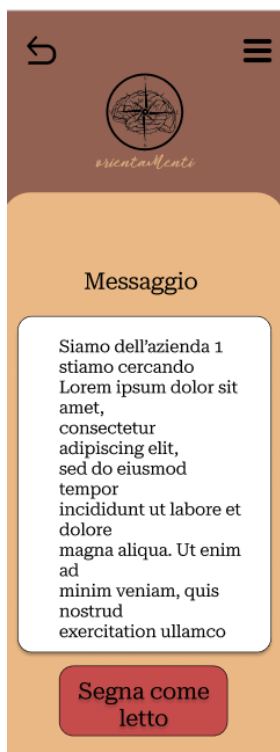 orientaMenti
Messaggio
Siamo dell'azienda 1
stiamo cercando
Lorem ipsum dolor sit
amet,
consectetur
adipiscing elit,
sed do eiusmod
tempor
incididunt ut labore et
dolore
magna aliqua. Ut enim
ad
minim veniam, quis
nostrud
exercitation ullamco
Segna come
letto